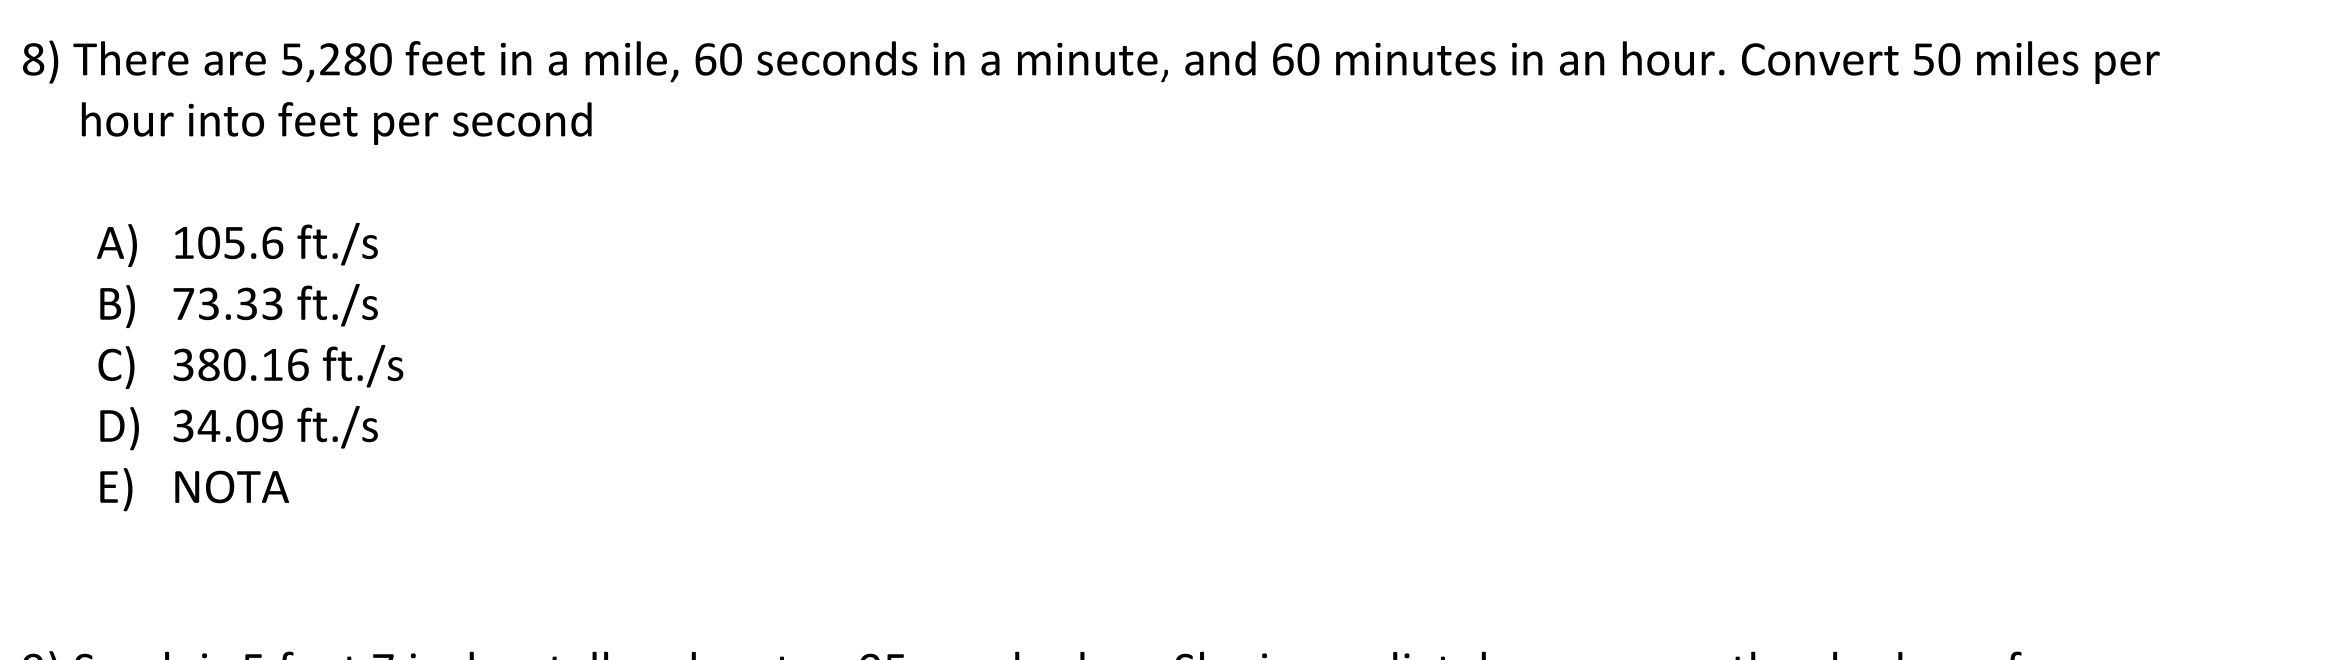 8) There are 5,280 feet in a mile, 60 seconds in a minute, and 60 minutes in an hour. Convert 50 miles per
hour into feet per second
A) 105.6 ft./s
B) 73.33 ft./s
C) 380.16 ft./s
D) 34.09 ft./s
E) NOTA